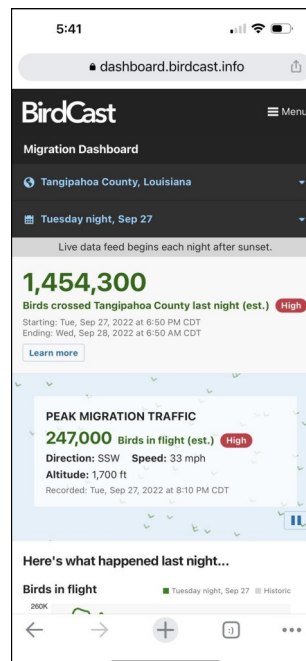 5:41
dashboard.birdcast.info
BirdCast
Menu
Migration Dashboard
Tangipahoa County, Louisiana
Tuesday night, Sep 27
Live data feed begins each night after sunset.
1,454,300
Birds crossed Tangipahoa County last night (est.) High
Starting: Tue, Sep 27, 2022 at 6:50 PM CDT
Ending: Wed, Sep 28, 2022 at 6:50 AM CDT
Learn more
PEAK MIGRATION TRAFFIC
247,000 Birds in flight (est.) High
Direction: SSW Speed: 33 mph
Altitude: 1,700 ft
Recorded: Tue, Sep 27, 2022 at 8:10 PM CDT
Here's what happened last night...
Birds in flight
Tuesday night, Sep 27 Historic
260K
:)